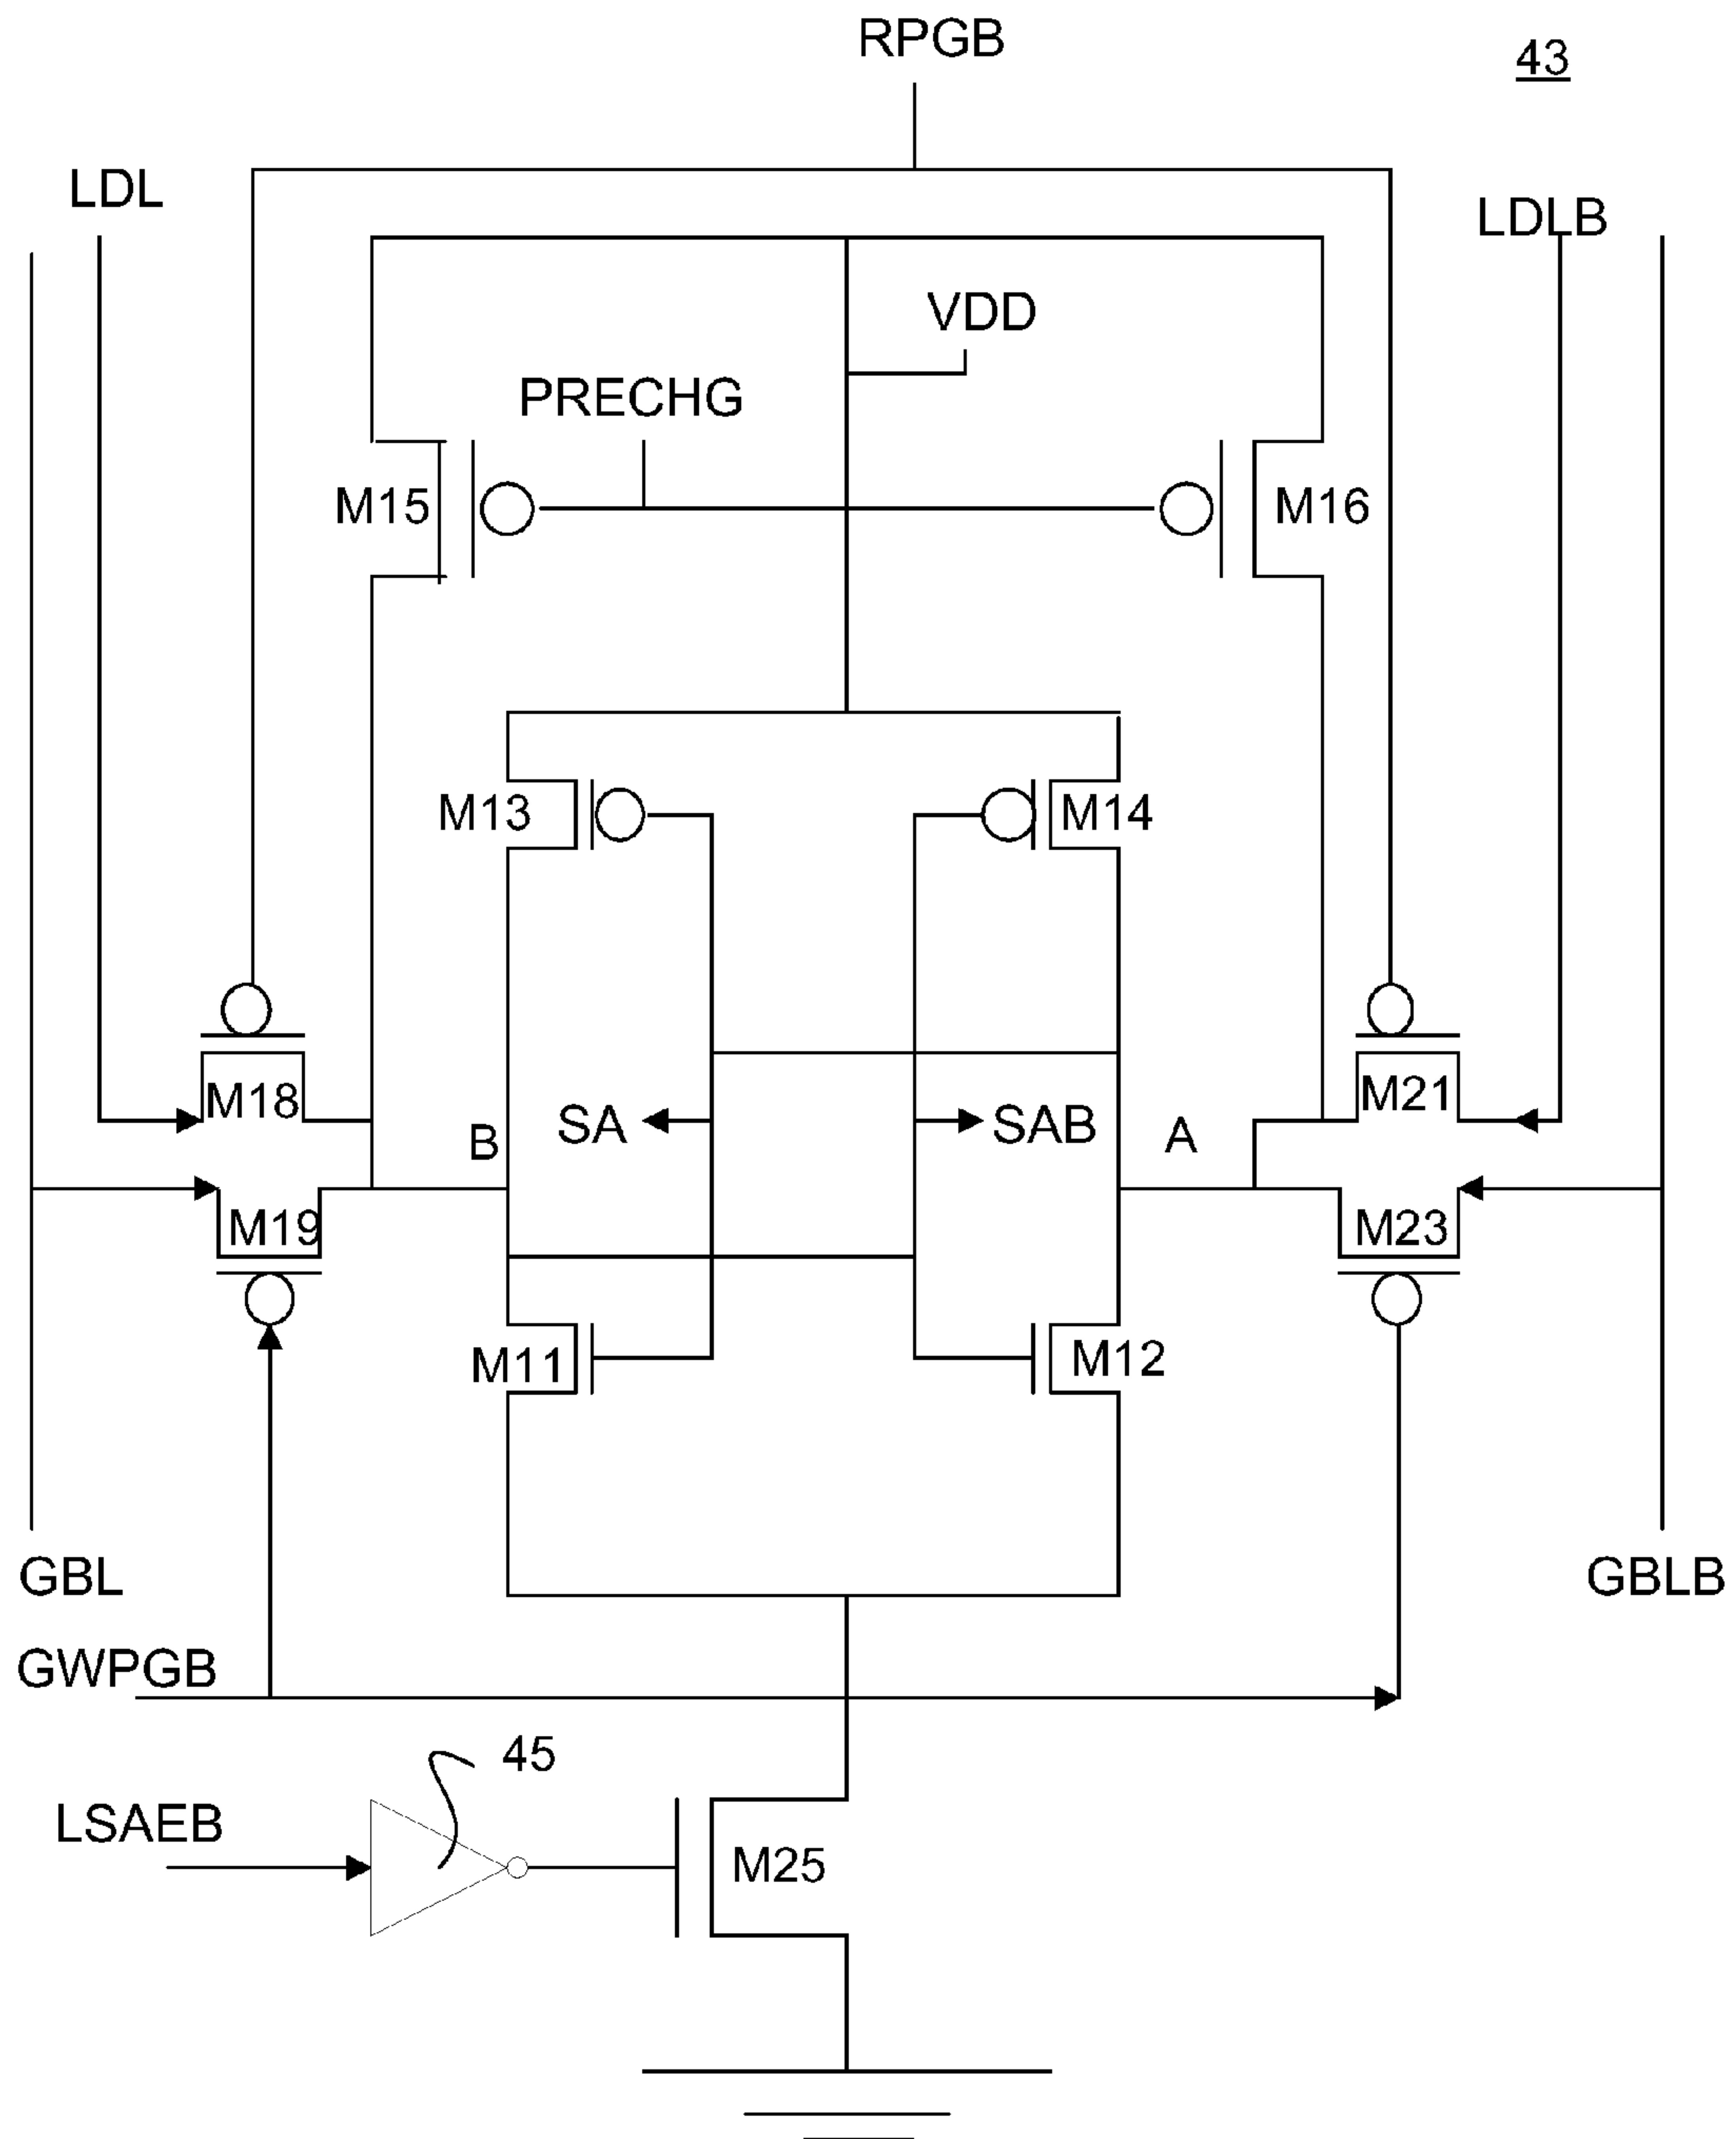 RPGB
43
LDL
LDLB
VDD
PRECHG
M15
M16
M13
M14
M18
M21
SA
SAB
B
A
M19
M23
M11
M12
GBL
GBLB
GWPGB
45
LSAEB
M25